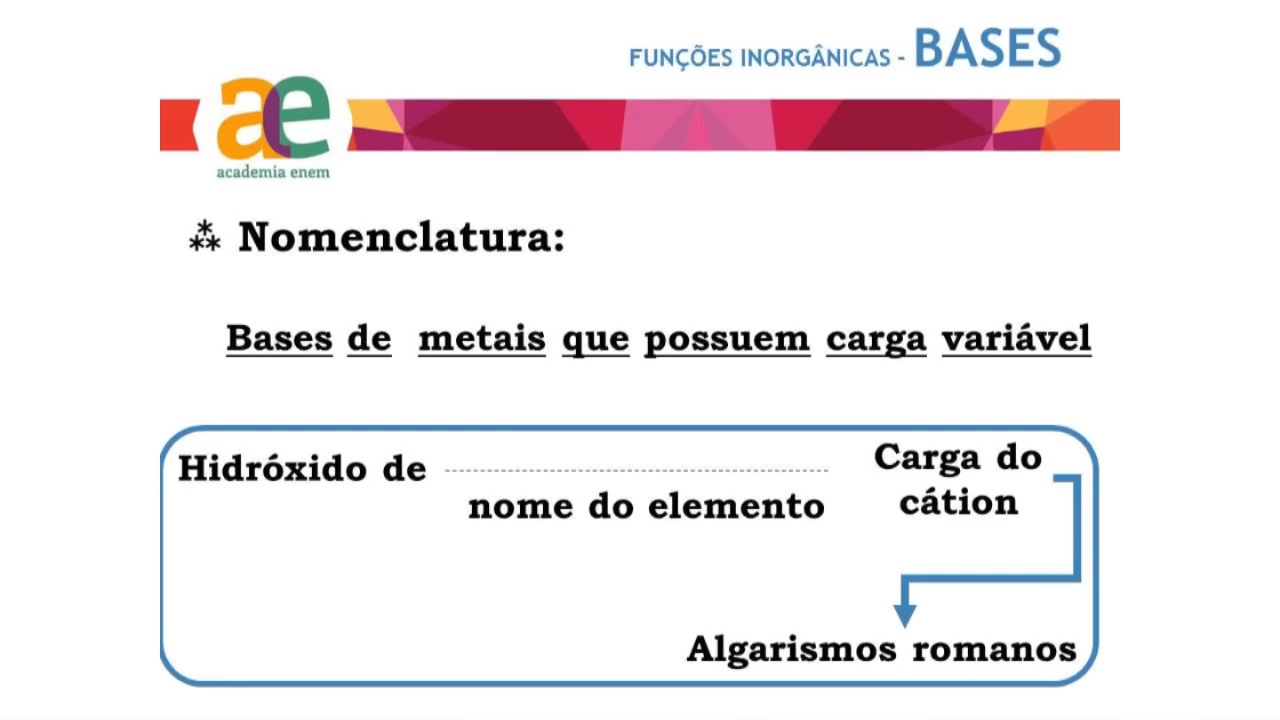 FUNÇÕES INORGÂNICAS - BASES
ae
academia enem
⁂ Nomenclatura:
Bases de metais que possuem carga variável
Hidróxido de
nome do elemento
Carga do
cátion
Algarismos romanos